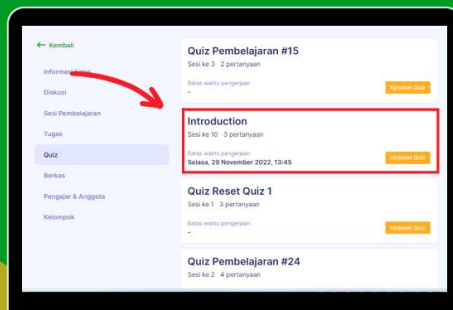 ← Kembali
Informasi Kelas
Diskusi
Sesi Pembelajaran
Tugas
Quiz
Berkas
Pengajar & Anggota
Kelompok
Quiz Pembelajaran #15
Sesi ke 3 2 pertanyaan
Batas waktu pengerjaan
-
Kerjakan Quiz
Introduction
Sesi ke 10 3 pertanyaan
Batas waktu pengerjaan
Selasa, 29 November 2022, 13:45
Kerjakan Quiz
Quiz Reset Quiz 1
Sesi ke 1 3 pertanyaan
Batas waktu pengerjaan
-
Kerjakan Quiz
Quiz Pembelajaran #24
Sesi ke 2 4 pertanyaan